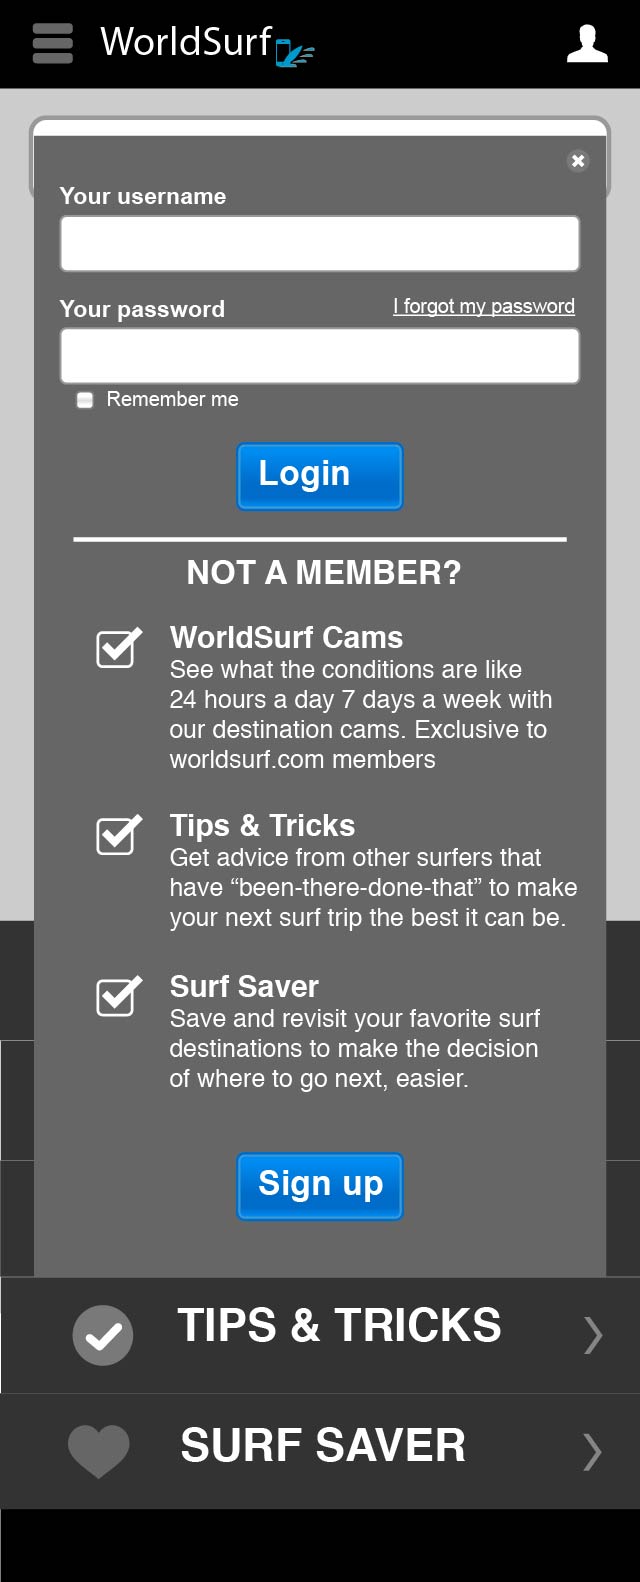 WorldSurf
Your username
Your password
I forgot my password
Remember me
Login
NOT A MEMBER?
WorldSurf Cams
See what the conditions are like
24 hours a day 7 days a week with
our destination cams. Exclusive to
worldsurf.com members
Tips & Tricks
Get advice from other surfers that
have “been-there-done-that” to make
your next surf trip the best it can be.
Surf Saver
Save and revisit your favorite surf
destinations to make the decision
of where to go next, easier.
Sign up
TIPS & TRICKS
SURF SAVER